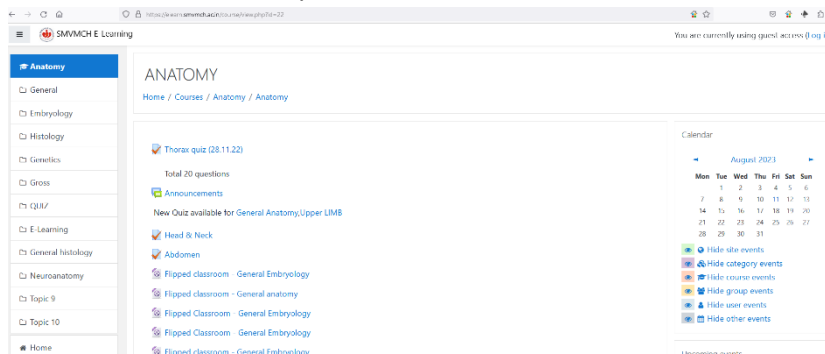 https://elearn.smvmch.ac.in/course/view.php?id=22
SMVMCH E-Learning
You are currently using guest access (Log i
Anatomy
General
Embryology
Histology
Genetics
Gross
QUIZ
E-Learning
General histology
Neuroanatomy
Topic 9
Topic 10
Home
ANATOMY
Home / Courses / Anatomy / Anatomy
Thorax quiz (28.11.22)
Total 20 questions
Announcements
New Quiz available for General Anatomy,Upper LIMB
Head & Neck
Abdomen
Flipped classroom - General Embryology
Flipped classroom - General anatomy
Flipped Classroom - General Embryology
Flipped Classroom - General Embryology
Flipped classroom - General Embryology
Calendar
◄ August 2023 ►
Mon Tue Wed Thu Fri Sat Sun
1 2 3 4 5 6
7 8 9 10 11 12 13
14 15 16 17 18 19 20
21 22 23 24 25 26 27
28 29 30 31
Hide site events
Hide category events
Hide course events
Hide group events
Hide user events
Hide other events
Upcoming events